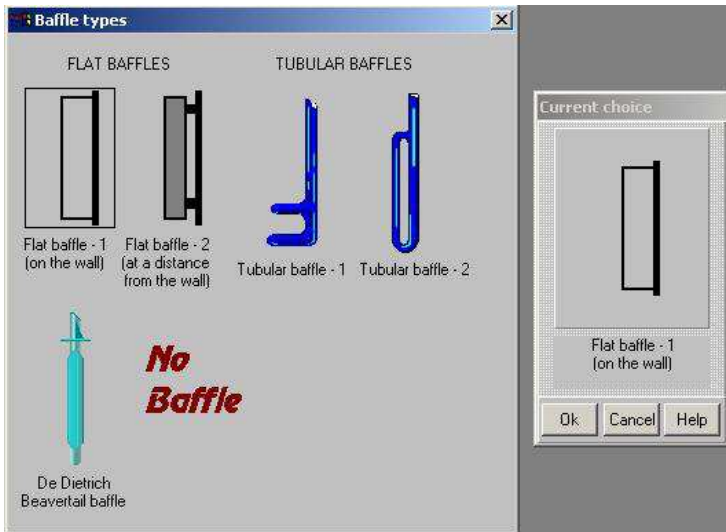 Baffle types
FLAT BAFFLES
TUBULAR BAFFLES
Flat baffle - 1
(on the wall)
Flat baffle - 2
(at a distance
from the wall)
Tubular baffle - 1
Tubular baffle - 2
De Dietrich
Beavertail baffle
No
Baffle
Current choice
Flat baffle - 1
(on the wall)
Ok
Cancel
Help